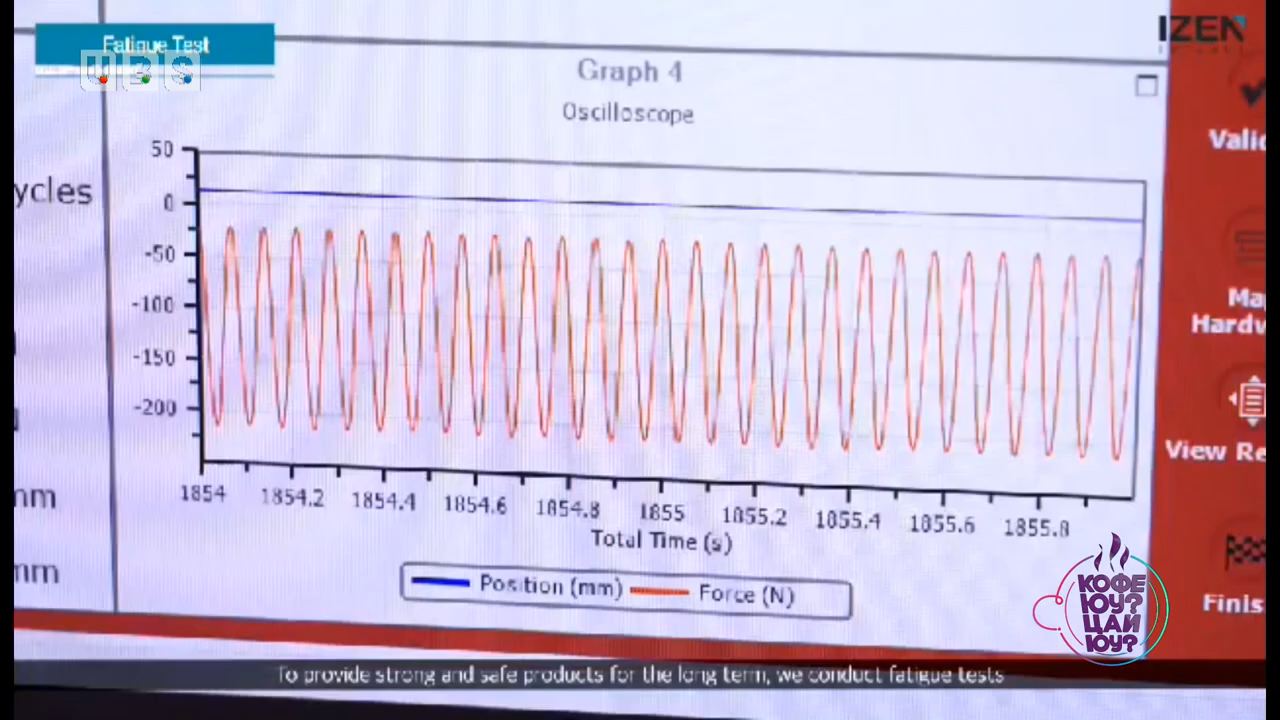 IZEN
Fatigue Test
UBS
Graph 4
Oscilloscope
ycles
50
0
-50
-100
-150
-200
mm
mm
1854 1854.2 1854.4 1854.6 1854.8 1855 1855.2 1855.4 1855.6 1855.8
Total Time (s)
Position (mm) Force (N)
Valid
Map
Hardw
View Re
Finis
КОФЕ
ЮУ?
ЦАЙ
ЮУ?
To provide strong and safe products for the long term, we conduct fatigue tests